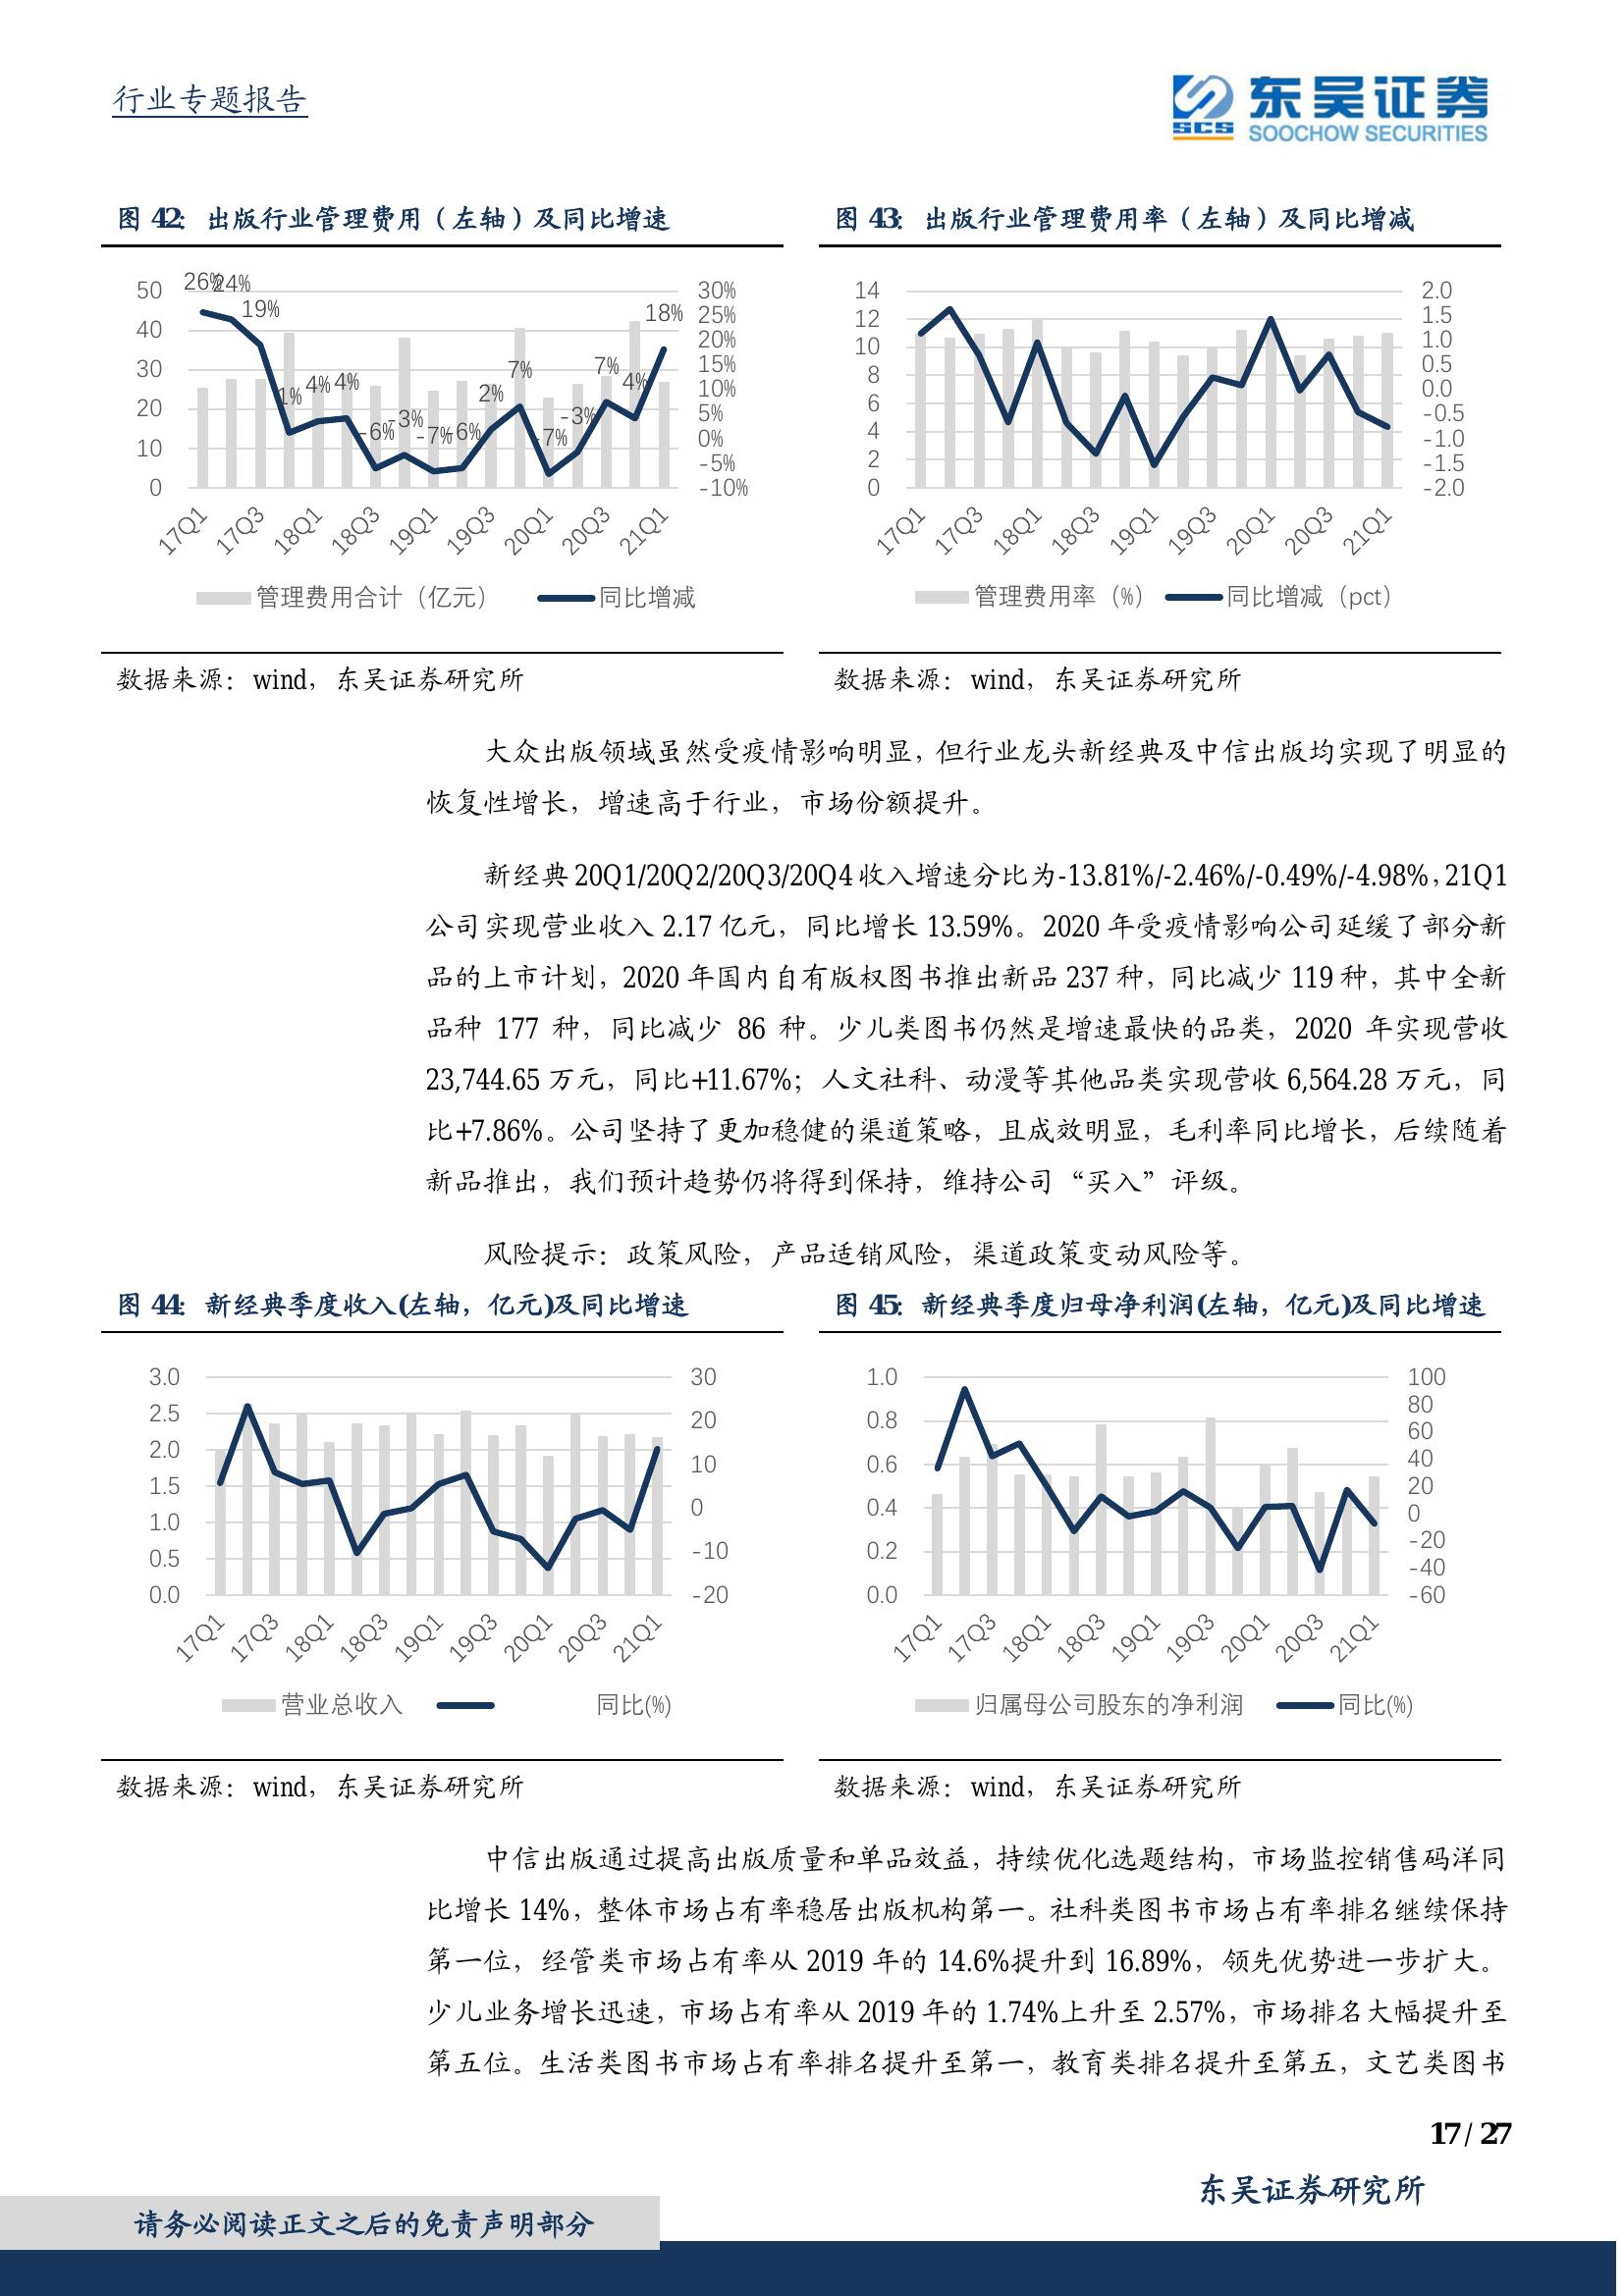 行业专题报告
SCS
东吴证券
SOOCHOW SECURITIES
图 42: 出版行业管理费用（左轴）及同比增速
50
40
30
20
10
0
26%
24%
19%
1%
4%
4%
-6%
-3%
-7%
-6%
2%
7%
-7%
-3%
7%
4%
18%
30%
25%
20%
15%
10%
5%
0%
-5%
-10%
17Q1
17Q3
18Q1
18Q3
19Q1
19Q3
20Q1
20Q3
21Q1
管理费用合计（亿元）
同比增减
数据来源：wind，东吴证券研究所
图 43: 出版行业管理费用率（左轴）及同比增减
14
12
10
8
6
4
2
0
2.0
1.5
1.0
0.5
0.0
-0.5
-1.0
-1.5
-2.0
17Q1
17Q3
18Q1
18Q3
19Q1
19Q3
20Q1
20Q3
21Q1
管理费用率（%）
同比增减（pct）
数据来源：wind，东吴证券研究所
大众出版领域虽然受疫情影响明显，但行业龙头新经典及中信出版均实现了明显的
恢复性增长，增速高于行业，市场份额提升。
新经典 20Q1/20Q2/20Q3/20Q4 收入增速分比为-13.81%/-2.46%/-0.49%/-4.98%，21Q1
公司实现营业收入 2.17 亿元，同比增长 13.59%。2020 年受疫情影响公司延缓了部分新
品的上市计划，2020 年国内自有版权图书推出新品 237 种，同比减少 119 种，其中全新
品种 177 种，同比减少 86 种。少儿类图书仍然是增速最快的品类，2020 年实现营收
23,744.65 万元，同比+11.67%；人文社科、动漫等其他品类实现营收 6,564.28 万元，同
比+7.86%。公司坚持了更加稳健的渠道策略，且成效明显，毛利率同比增长，后续随着
新品推出，我们预计趋势仍将得到保持，维持公司“买入”评级。
风险提示：政策风险，产品适销风险，渠道政策变动风险等。
图 44: 新经典季度收入(左轴，亿元)及同比增速
3.0
2.5
2.0
1.5
1.0
0.5
0.0
30
20
10
0
-10
-20
17Q1
17Q3
18Q1
18Q3
19Q1
19Q3
20Q1
20Q3
21Q1
营业总收入
同比(%)
数据来源：wind，东吴证券研究所
图 45: 新经典季度归母净利润(左轴，亿元)及同比增速
1.0
0.8
0.6
0.4
0.2
0.0
100
80
60
40
20
0
-20
-40
-60
17Q1
17Q3
18Q1
18Q3
19Q1
19Q3
20Q1
20Q3
21Q1
归属母公司股东的净利润
同比(%)
数据来源：wind，东吴证券研究所
中信出版通过提高出版质量和单品效益，持续优化选题结构，市场监控销售码洋同
比增长 14%，整体市场占有率稳居出版机构第一。社科类图书市场占有率排名继续保持
第一位，经管类市场占有率从 2019 年的 14.6%提升到 16.89%，领先优势进一步扩大。
少儿业务增长迅速，市场占有率从 2019 年的 1.74%上升至 2.57%，市场排名大幅提升至
第五位。生活类图书市场占有率排名提升至第一，教育类排名提升至第五，文艺类图书
17 / 27
东吴证券研究所
请务必阅读正文之后的免责声明部分